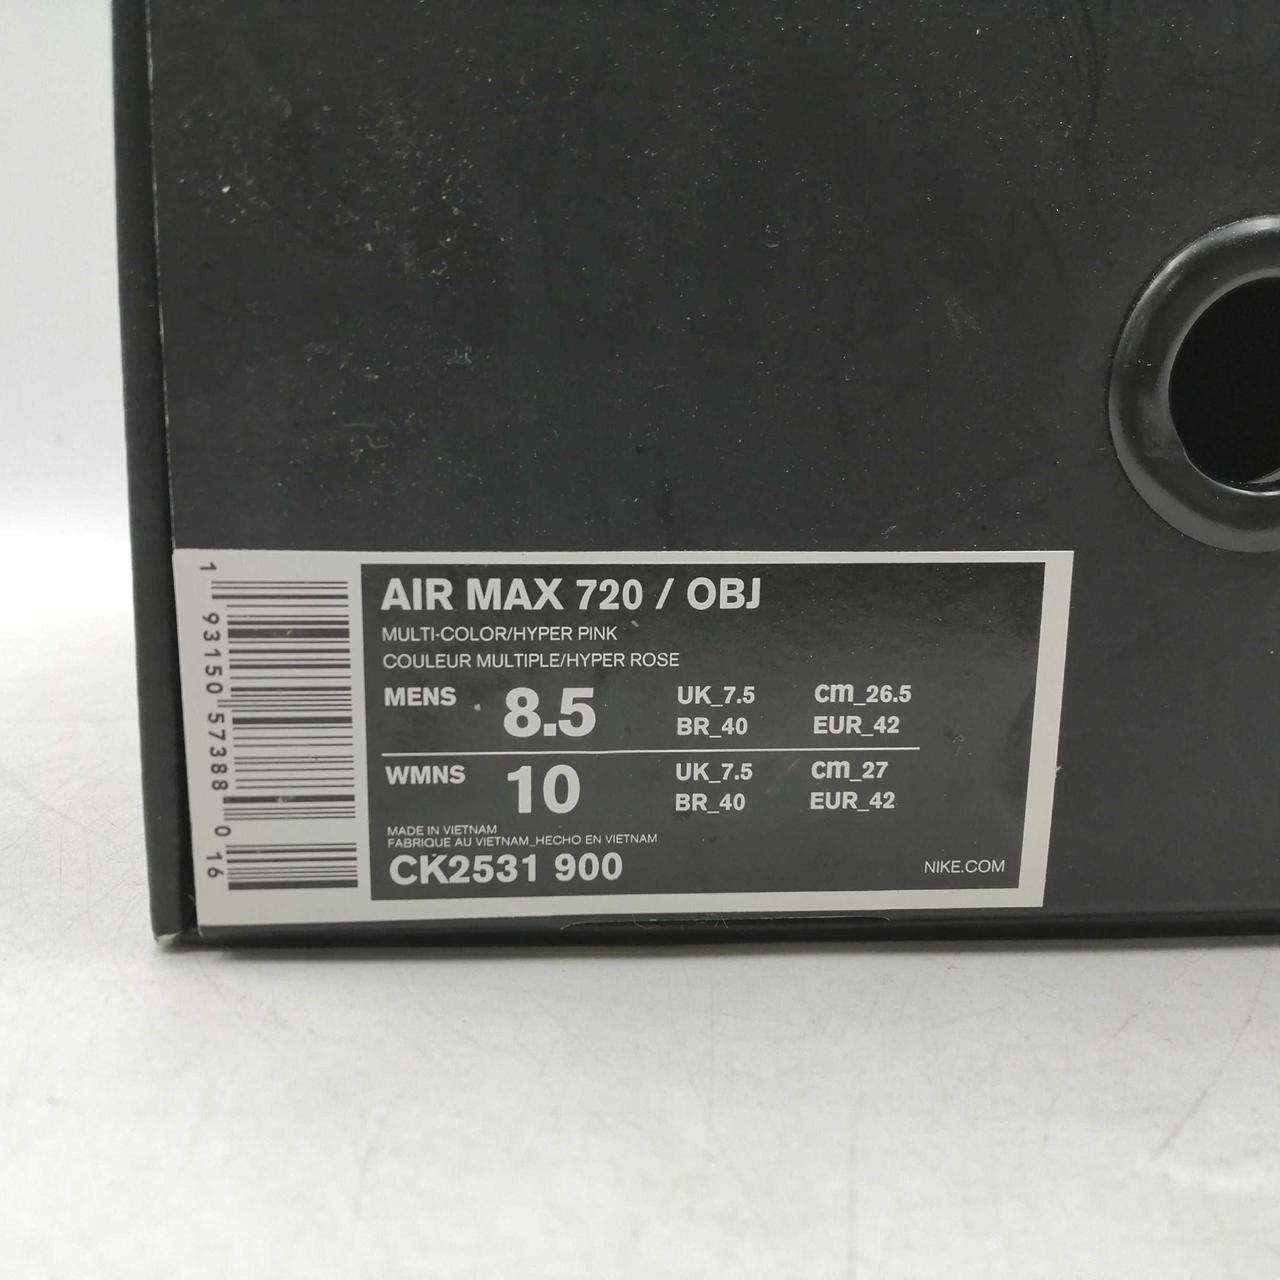 AIR MAX 720 / OBJ
MULTI-COLOR/HYPER PINK
COULEUR MULTIPLE/HYPER ROSE
MENS 8.5 UK_7.5 cm_26.5
BR_40 EUR_42
WMNS 10 UK_7.5 cm_27
BR_40 EUR_42
MADE IN VIETNAM
FABRIQUE AU VIETNAM_HECHO EN VIETNAM
CK2531 900 NIKE.COM
1 93150 57388 0 16